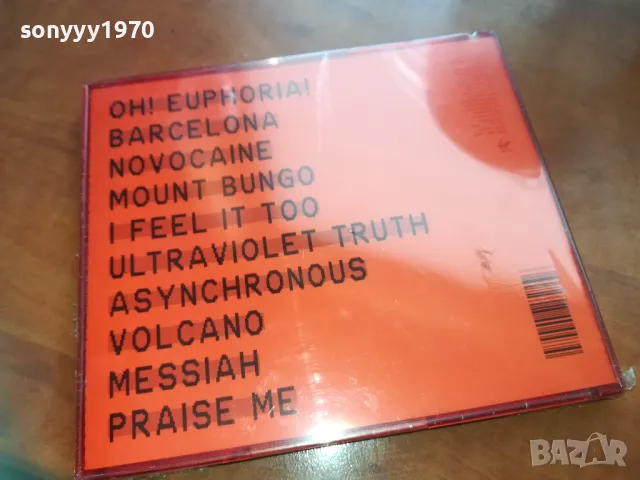 sonyyy1970
OH! EUPHORIA!
BARCELONA
NOVOCAINE
MOUNT BUNGO
I FEEL IT TOO
ULTRAVIOLET TRUTH
ASYNCHRONOUS
VOLCANO
MESSIAH
PRAISE ME
BAZAR